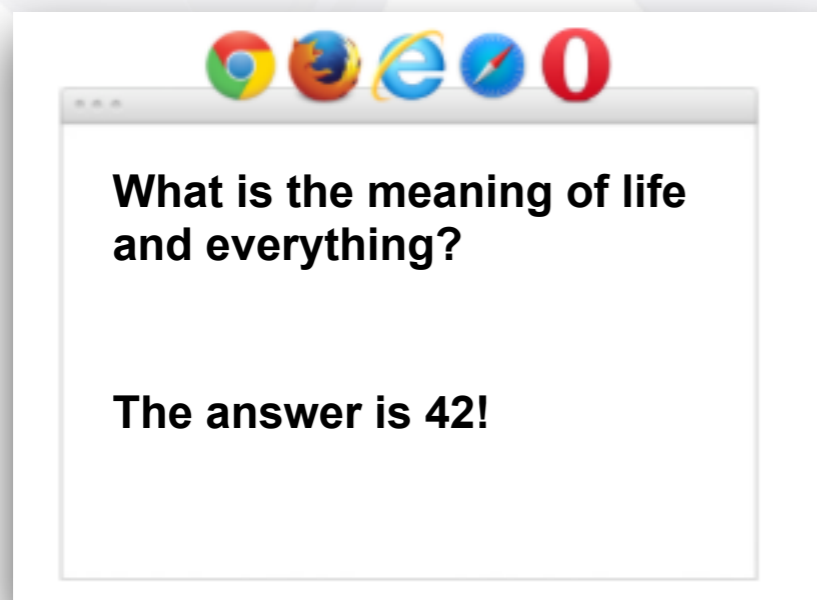 What is the meaning of life
and everything?
The answer is 42!